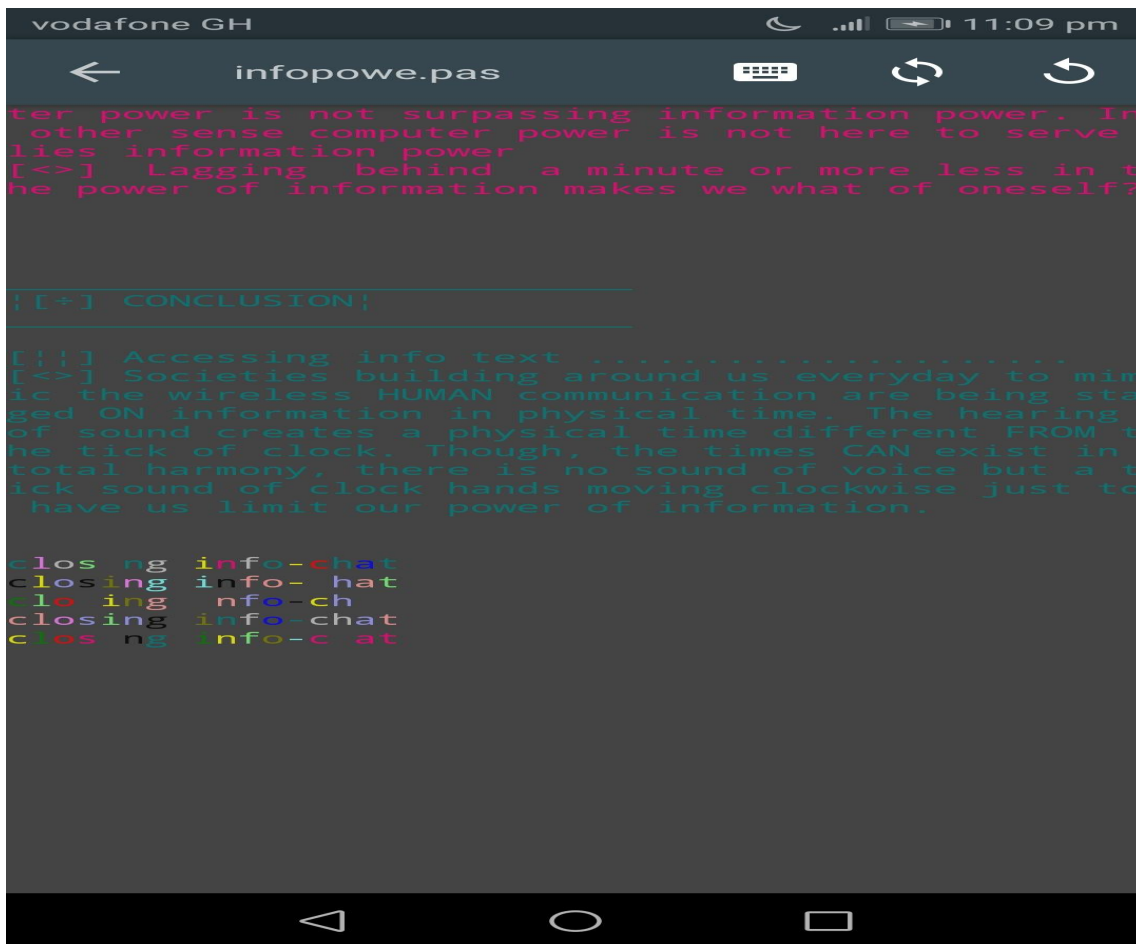 vodafone GH 11:09 pm
infopowe.pas
ter power is not surpassing information power. In
other sense computer power is not here to serve
lies information power
[<>] Lagging behind a minute or more less in t
he power of information makes we what of oneself?
¦[÷] CONCLUSION¦
[¦¦] Accessing info text ......................
[<>] Societies building around us everyday to mim
ic the wireless HUMAN communication are being sta
ged ON information in physical time. The hearing
of sound creates a physical time different FROM t
he tick of clock. Though, the times CAN exist in
total harmony, there is no sound of voice but a t
ick sound of clock hands moving clockwise just to
have us limit our power of information.
clos ng info-chat
closing info- hat
clo ing nfo-ch
closing info-chat
clos ng info-c at